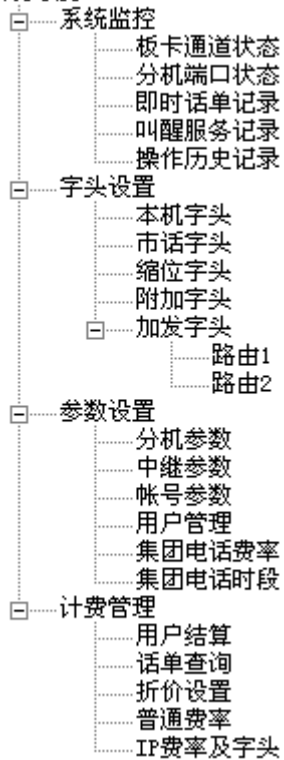 系统监控
板卡通道状态
分机端口状态
即时话单记录
叫醒服务记录
操作历史记录
字头设置
本机字头
市话字头
缩位字头
附加字头
加发字头
路由1
路由2
参数设置
分机参数
中继参数
帐号参数
用户管理
集团电话费率
集团电话时段
计费管理
用户结算
话单查询
折价设置
普通费率
IP费率及字头